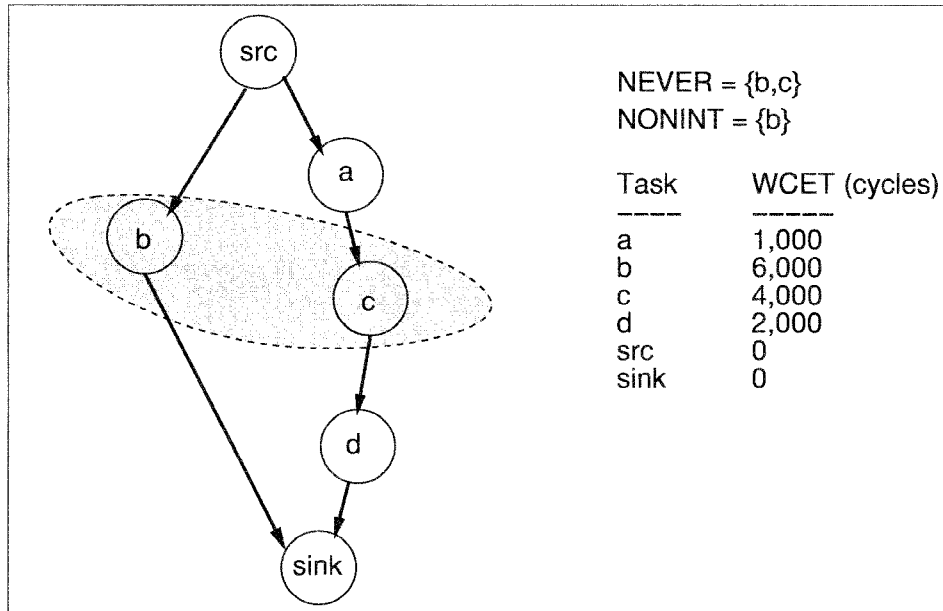 src
a
b
c
d
sink
NEVER = {b,c}
NONINT = {b}
Task WCET (cycles)
---- -----
a 1,000
b 6,000
c 4,000
d 2,000
src 0
sink 0